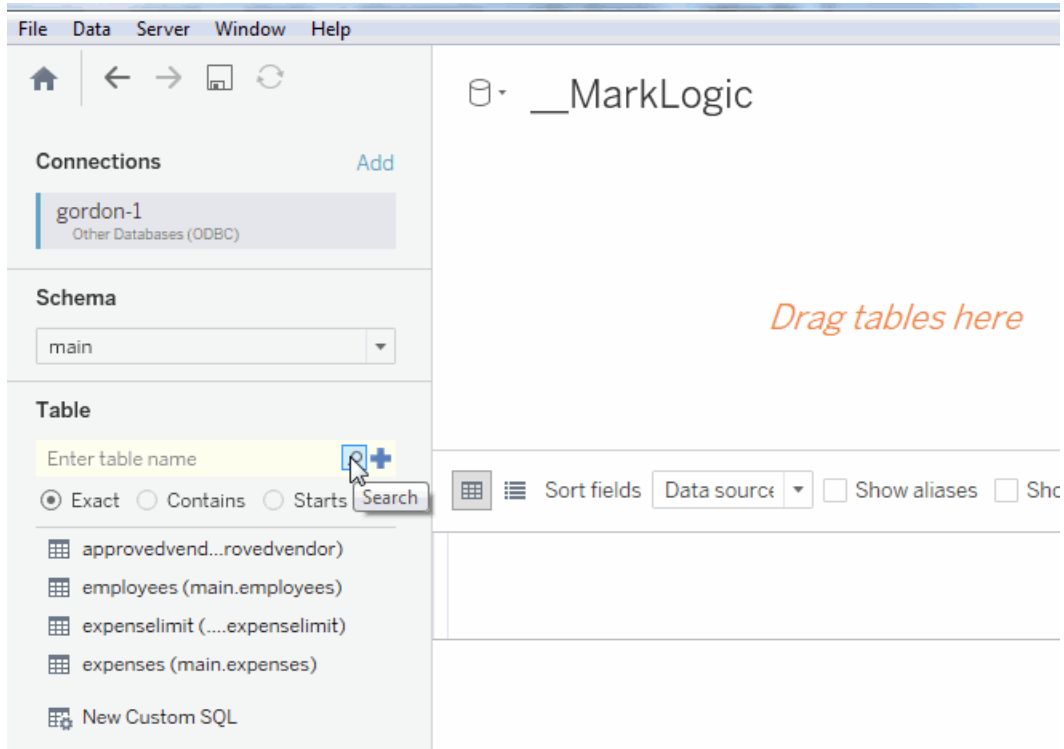 File Data Server Window Help
__MarkLogic
Connections Add
gordon-1
Other Databases (ODBC)
Schema
main
Table
Enter table name
Exact Contains Starts
Search
approvedvend...rovedvendor)
employees (main.employees)
expenselimit (....expenselimit)
expenses (main.expenses)
New Custom SQL
Drag tables here
Sort fields Data source Show aliases